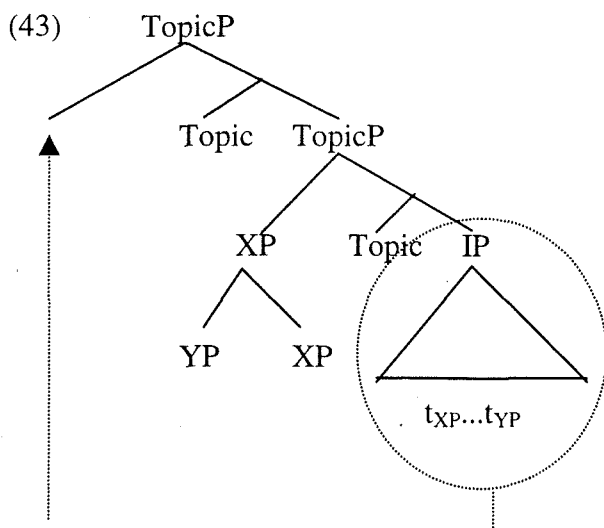 (43) TopicP
Topic TopicP
XP Topic IP
YP XP
tXP...tYP